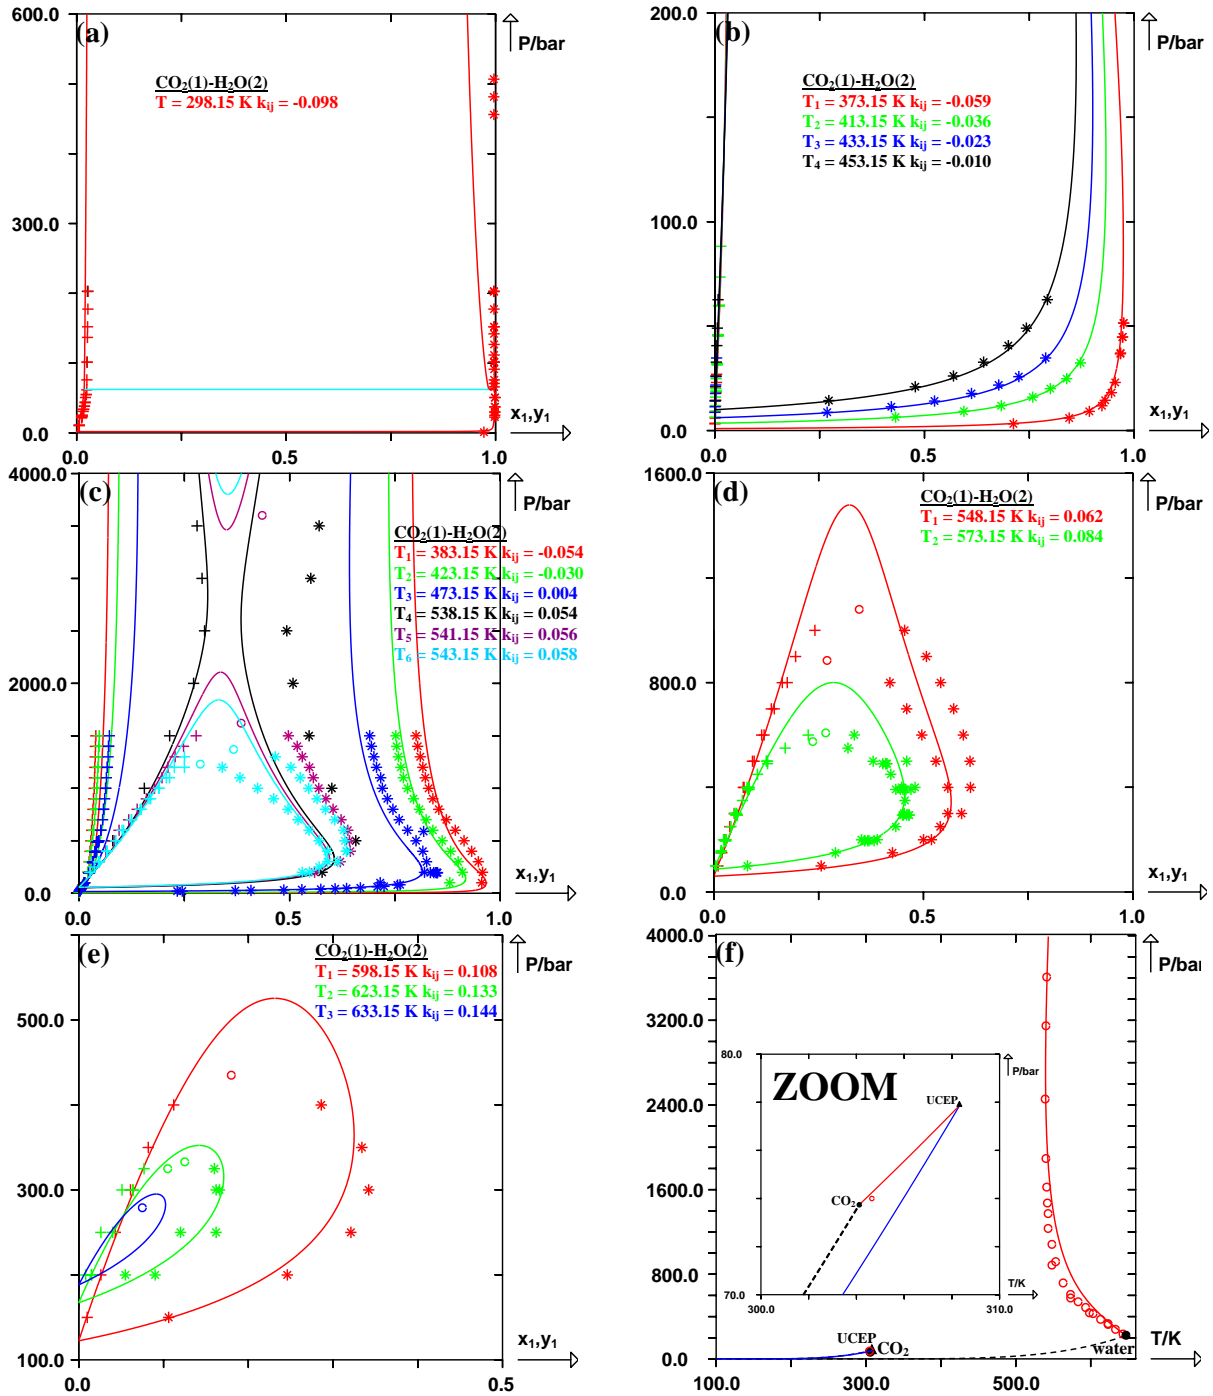 (a)
600.0
300.0
0.0
0.0
0.5
1.0
P/bar
x1,y1
CO2(1)-H2O(2)
T = 298.15 K kij = -0.098
(b)
200.0
100.0
0.0
0.0
0.5
1.0
P/bar
x1,y1
CO2(1)-H2O(2)
T1 = 373.15 K kij = -0.059
T2 = 413.15 K kij = -0.036
T3 = 433.15 K kij = -0.023
T4 = 453.15 K kij = -0.010
(c)
4000.0
2000.0
0.0
0.0
0.5
1.0
P/bar
x1,y1
CO2(1)-H2O(2)
T1 = 383.15 K kij = -0.054
T2 = 423.15 K kij = -0.030
T3 = 473.15 K kij = 0.004
T4 = 538.15 K kij = 0.054
T5 = 541.15 K kij = 0.056
T6 = 543.15 K kij = 0.058
(d)
1600.0
800.0
0.0
0.0
0.5
1.0
P/bar
x1,y1
CO2(1)-H2O(2)
T1 = 548.15 K kij = 0.062
T2 = 573.15 K kij = 0.084
(e)
500.0
300.0
100.0
0.0
0.5
P/bar
x1,y1
CO2(1)-H2O(2)
T1 = 598.15 K kij = 0.108
T2 = 623.15 K kij = 0.133
T3 = 633.15 K kij = 0.144
(f)
4000.0
3200.0
2400.0
1600.0
800.0
0.0
100.0
300.0
500.0
P/bar
T/K
80.0
70.0
300.0
310.0
P/bar
T/K
ZOOM
UCEP
CO2
UCEP
CO2
water